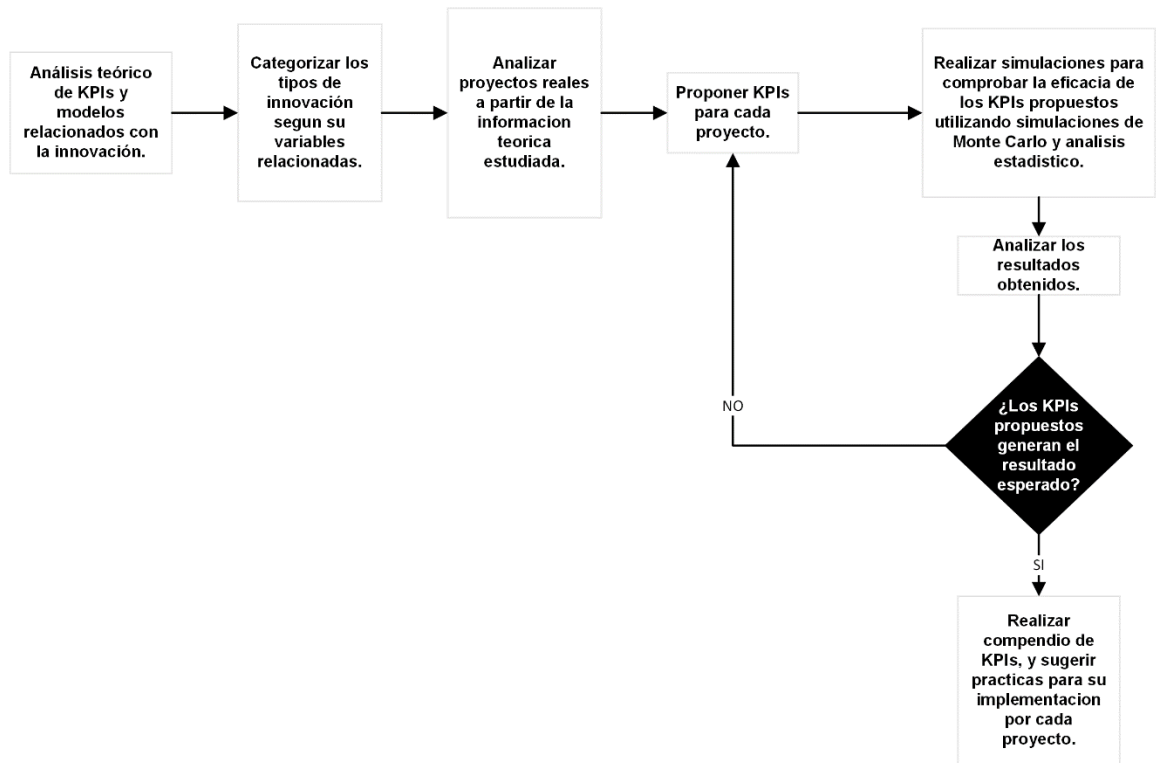 Análisis teórico
de KPIs y
modelos
relacionados con
la innovación.
Categorizar los
tipos de
innovación
segun su
variables
relacionadas.
Analizar
proyectos reales
a partir de la
informacion
teorica
estudiada.
Proponer KPIs
para cada
proyecto.
Realizar simulaciones para
comprobar la eficacia de
los KPIs propuestos
utilizando simulaciones de
Monte Carlo y analisis
estadistico.
Analizar los
resultados
obtenidos.
¿Los KPIs
propuestos
generan el
resultado
esperado?
NO
SI
Realizar
compendio de
KPIs, y sugerir
practicas para su
implementacion
por cada
proyecto.